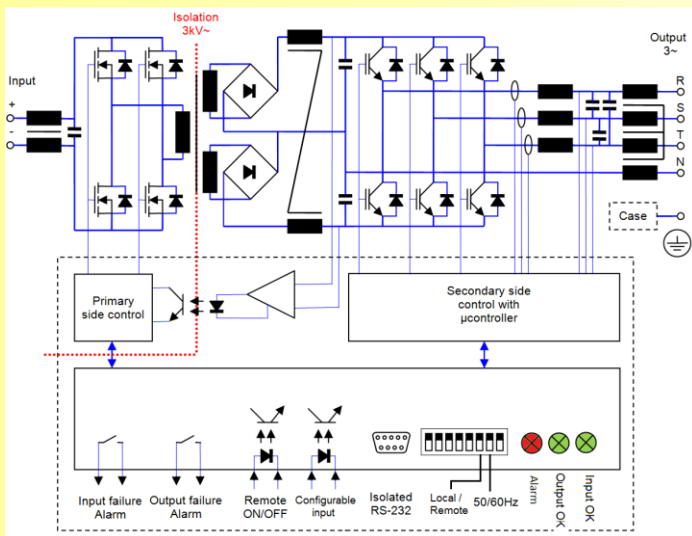 Isolation
3kV~
Output
3~
Input
+
-
R
S
T
N
Case
Primary
side control
Secondary side
control with
µcontroller
Input failure
Alarm
Output failure
Alarm
Remote
ON/OFF
Configurable
input
Isolated
RS-232
Local /
Remote
50/60Hz
Alarm
Output OK
Input OK